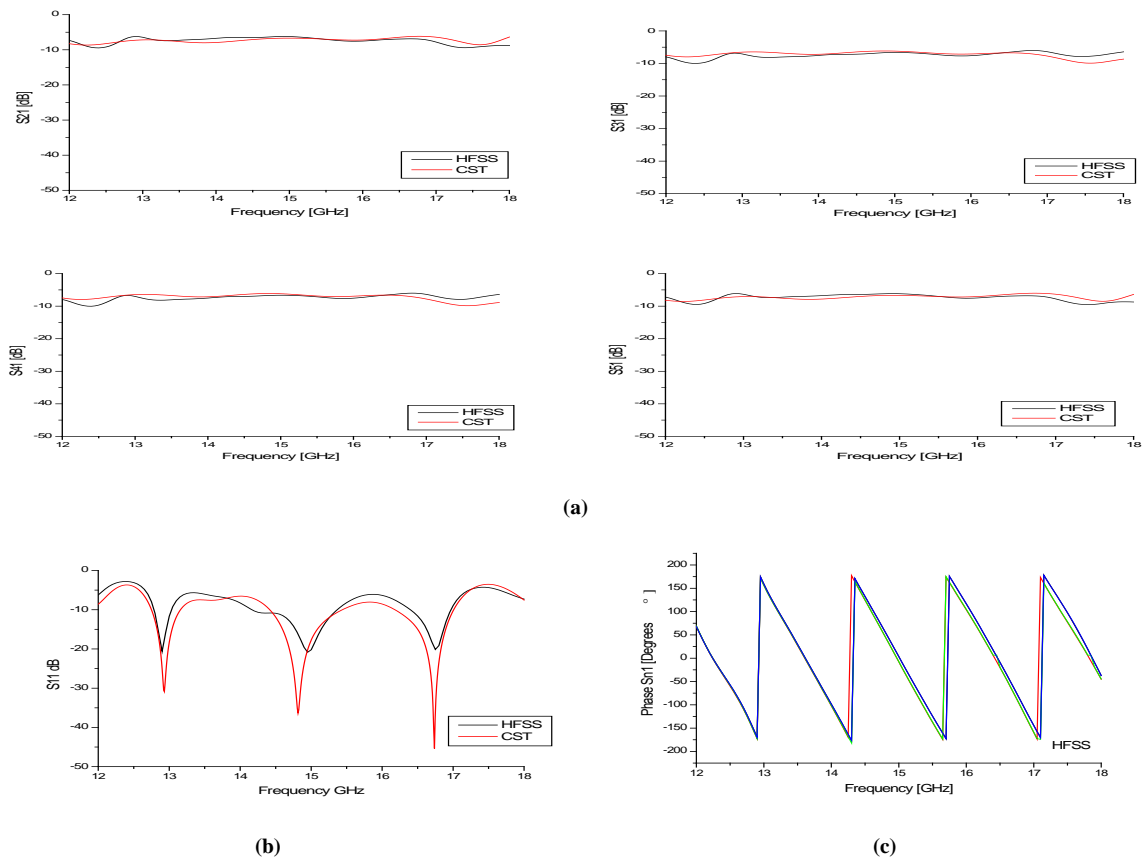 0
-10
-20
-30
-40
-50
S21 [dB]
HFSS
CST
12 13 14 15 16 17 18
Frequency [GHz]
0
-10
-20
-30
-40
-50
S31 [dB]
HFSS
CST
12 13 14 15 16 17 18
Frequency [GHz]
0
-10
-20
-30
-40
-50
S41 [dB]
HFSS
CST
12 13 14 15 16 17 18
Frequency [GHz]
0
-10
-20
-30
-40
-50
S51 [dB]
HFSS
CST
12 13 14 15 16 17 18
Frequency [GHz]
(a)
0
-10
-20
-30
-40
-50
S11 dB
HFSS
CST
12 13 14 15 16 17 18
Frequency GHz
200
150
100
50
0
-50
-100
-150
-200
Phase Sn1 [Degrees ° ]
HFSS
12 13 14 15 16 17 18
Frequency [GHz]
(b)
(c)